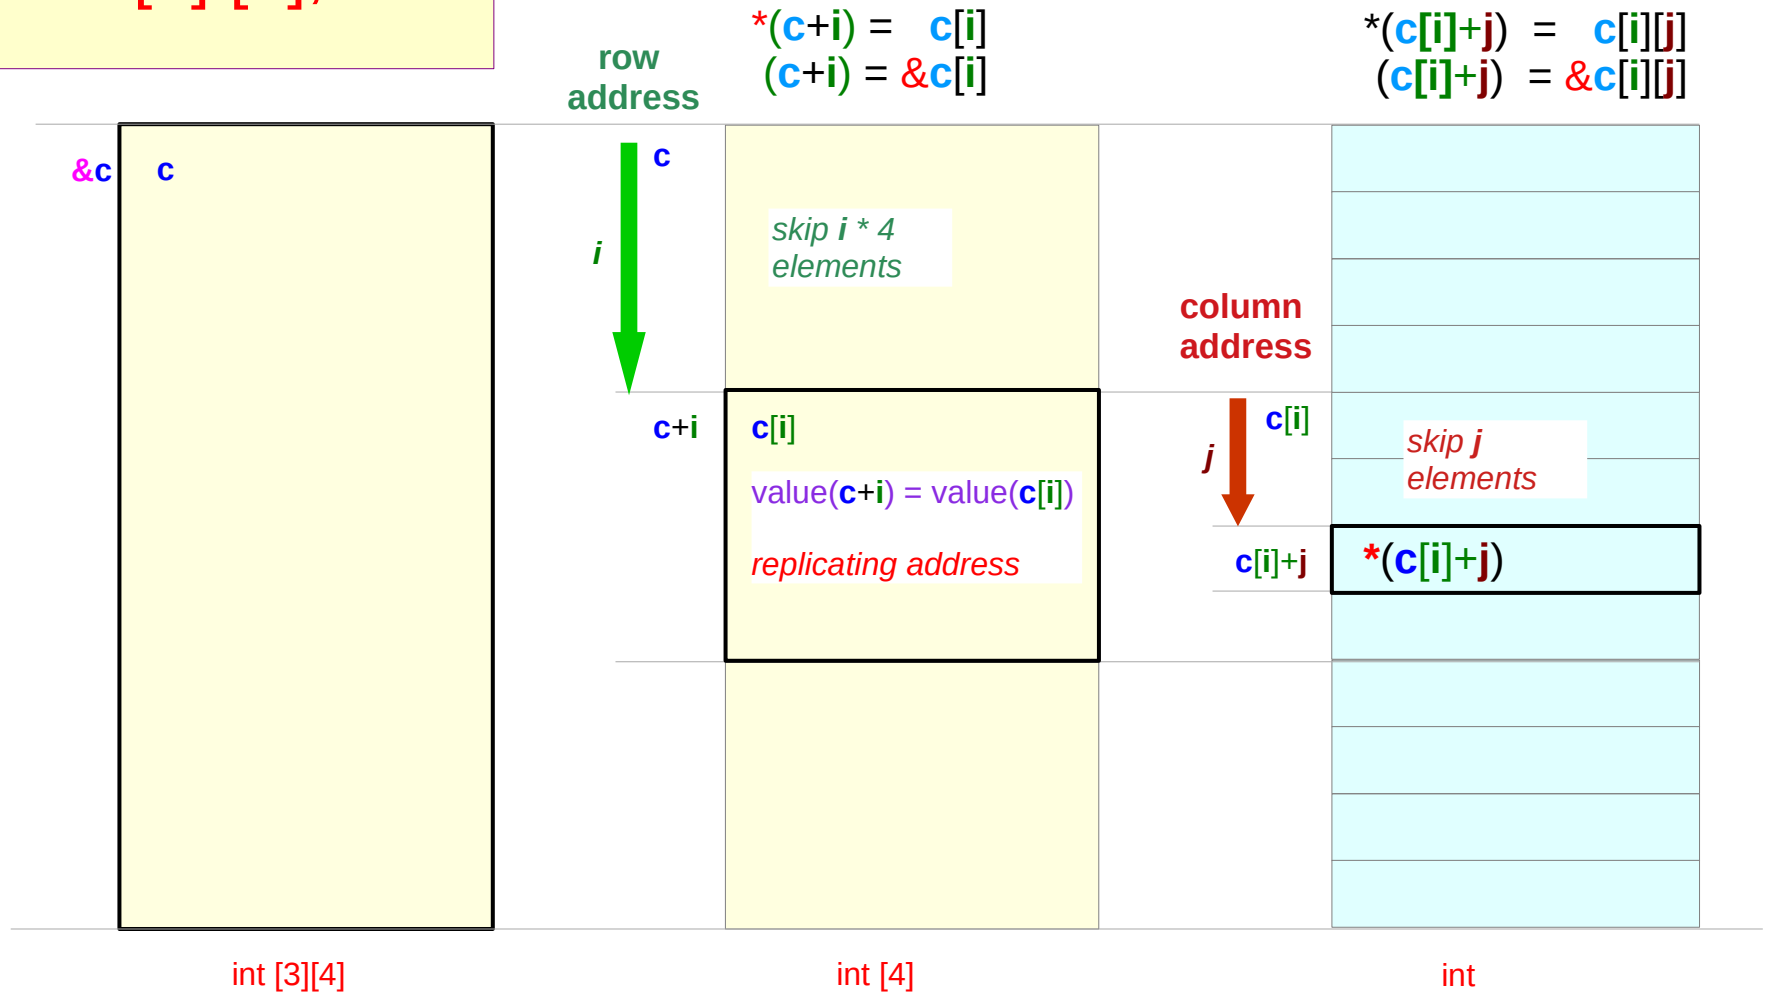 *(c+i) = c[i]
(c+i) = &c[i]
*(c[i]+j) = c[i][j]
(c[i]+j) = &c[i][j]
row
address
&c
c
c
i
skip i * 4
elements
column
address
c+i
c[i]
value(c+i) = value(c[i])
replicating address
j
c[i]
skip j
elements
c[i]+j
*(c[i]+j)
int [3][4]
int [4]
int